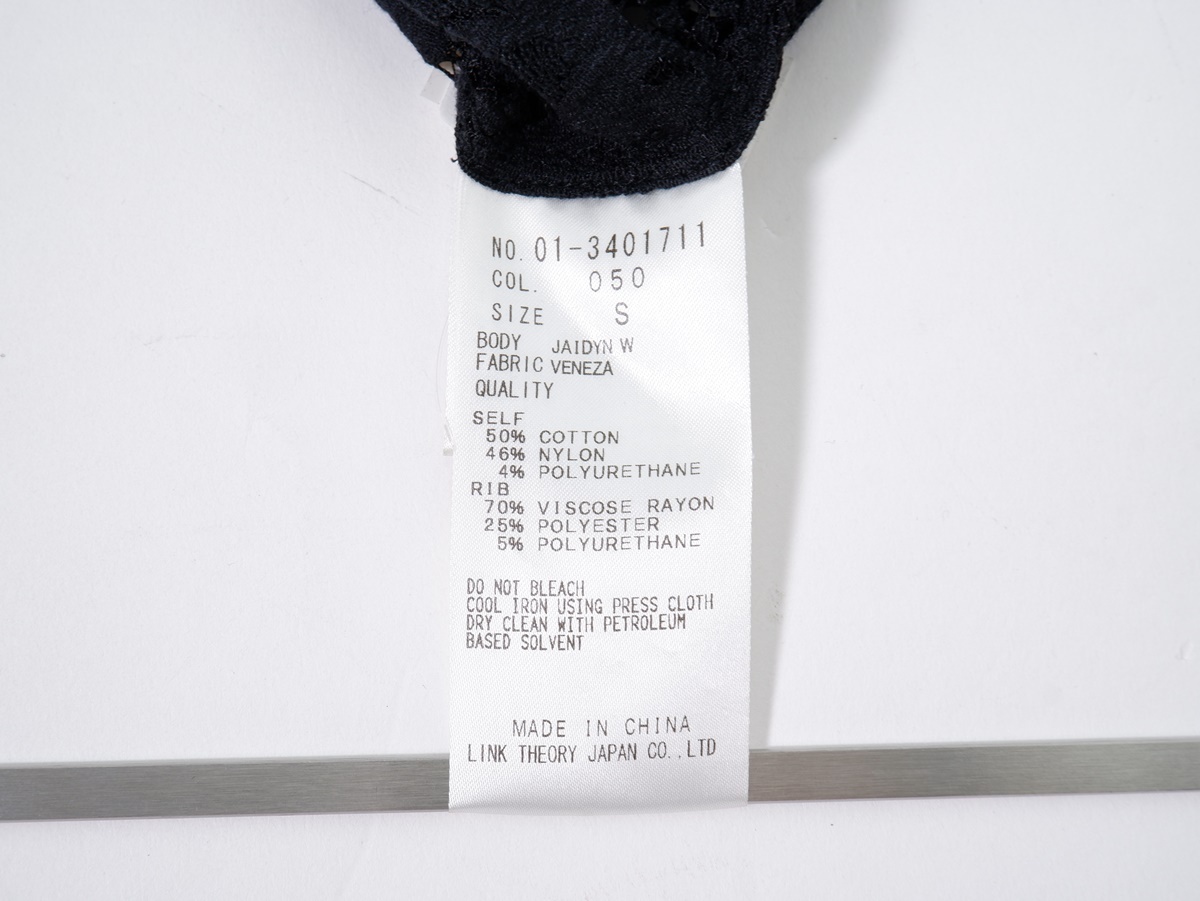 NO. 01-3401711
COL. 050
SIZE S
BODY JAIDYN W
FABRIC VENEZA
QUALITY
SELF
50% COTTON
46% NYLON
4% POLYURETHANE
RIB
70% VISCOSE RAYON
25% POLYESTER
5% POLYURETHANE
DO NOT BLEACH
COOL IRON USING PRESS CLOTH
DRY CLEAN WITH PETROLEUM
BASED SOLVENT
MADE IN CHINA
LINK THEORY JAPAN CO.,LTD